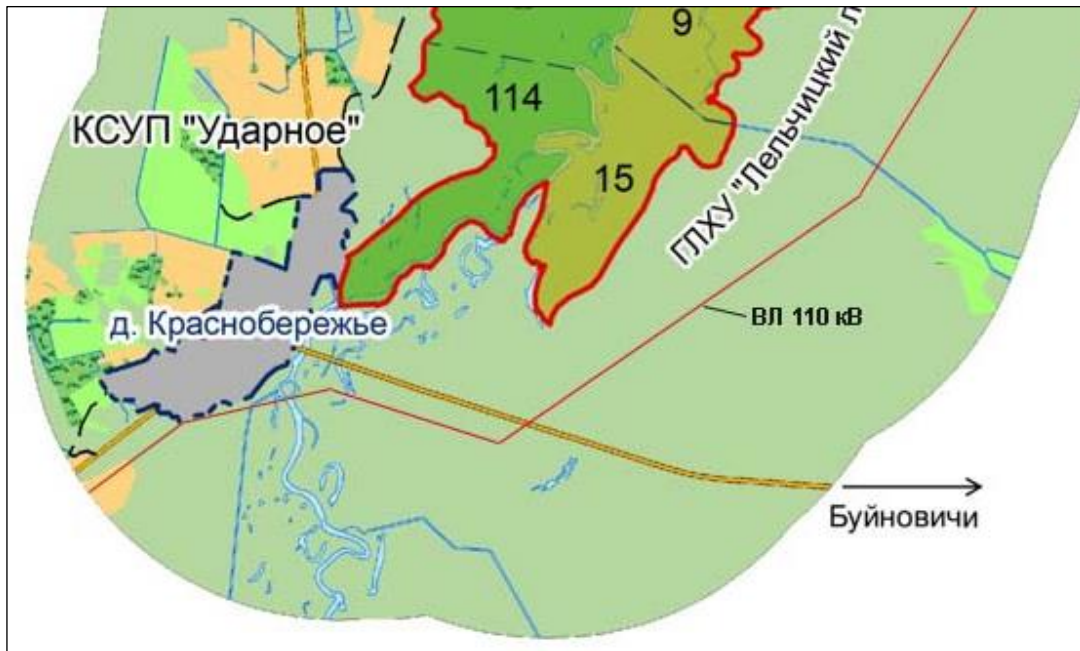 9
114
КСУП "Ударное"
15
ГЛХУ "Лельчицкий л
д. Краснобережье
ВЛ 110 кВ
Буйновичи